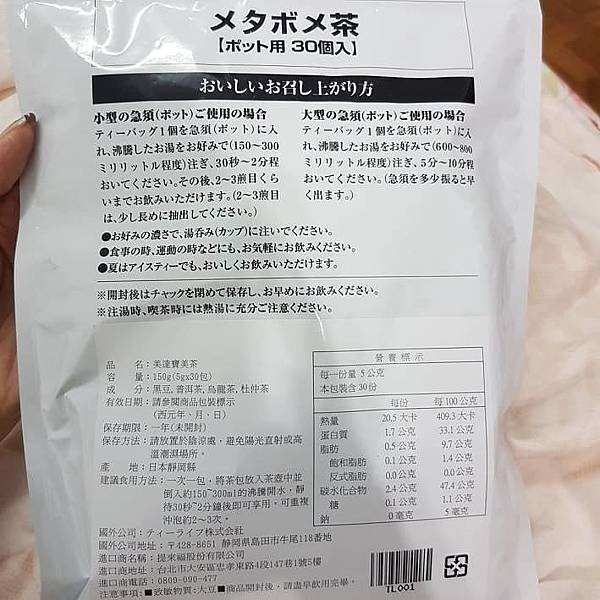 メタボメ茶
【ポット用 30個入】
おいしいお召し上がり方
小型の急須(ポット)ご使用の場合
ティーバッグ1個を急須(ポット)に入
れ、沸騰したお湯をお好みで(150～300
ミリリットル程度)注ぎ、30秒～2分程
おいてください。その後、2～3煎目くら
いまでお飲みいただけます。(2～3煎目
は、少し長めに抽出してください。)
大型の急須(ポット)ご使用の場合
ティーバッグ1個を急須(ポット)に入
れ、沸騰したお湯をお好みで(600～800
ミリリットル程度)注ぎ、5分～10分程
おいてください。(急須を多少振ると早
く出ます。)
●お好みの濃さで、湯呑み(カップ)に注いでください。
●食事の時、運動の時などにも、お気軽にお飲みください。
●夏はアイスティーでも、おいしくお飲みいただけます。
※開封後はチャックを閉めて保存し、お早めにお飲みください。
※注湯時、喫茶時には熱湯に充分ご注意ください。
品 名：美達寶美茶
容 量：150g(5gx30包)
成 分：黑豆, 普洱茶, 烏龍茶, 杜仲茶
有效日期：請參閱商品包裝標示
(西元年、月、日)
保存期限：一年(未開封)
保存方法：請放置於陰涼處，避免陽光直射或高
溫潮濕場所。
產 地：日本靜岡縣
建議食用方法：一次一包，將茶包放入茶壺中並
倒入約150~300ml的沸騰開水，靜
待30秒~2分鐘後即可享用。可重複
沖泡約2～3次。
國外公司：ティーライフ株式会社
國外公司地址：〒428-8651 靜岡県島田市牛尾118番地
進口商名稱：提來福股份有限公司
進口商地址：台北市大安區忠孝東路4段147巷1號5樓
進口商電話：0809-090-477
注意事項：■致敏物質:大豆■商品開封後，請盡早飲用完畢。
營養標示
每一份量 5公克
本包裝含 30份
每份 每 100公克
熱量 20.5 大卡 409.3 大卡
蛋白質 1.7 公克 33.1 公克
脂肪 0.5 公克 9.7 公克
飽和脂肪 0.1 公克 1.4 公克
反式脂肪 0.0 公克 0.0 公克
碳水化合物 2.4 公克 47.4 公克
糖 0.1 公克 1.1 公克
鈉 0 毫克 5 毫克
IL001